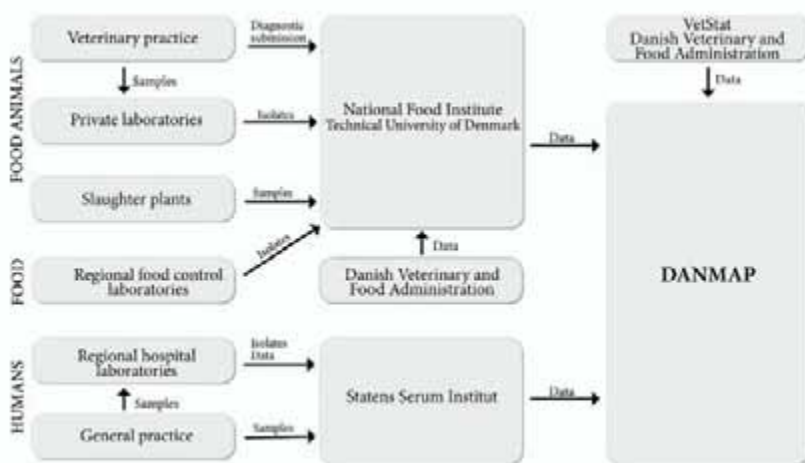 FOOD ANIMALS
Veterinary practice
Diagnostic
submission
Samples
Private laboratories
Isolates
Slaughter plants
Samples
National Food Institute
Technical University of Denmark
Data
VetStat
Danish Veterinary and
Food Administration
Data
FOOD
Regional food control
laboratories
Isolates
Data
Danish Veterinary and
Food Administration
DANMAP
HUMANS
Regional hospital
laboratories
Isolates
Data
Samples
General practice
Samples
Statens Serum Institut
Data